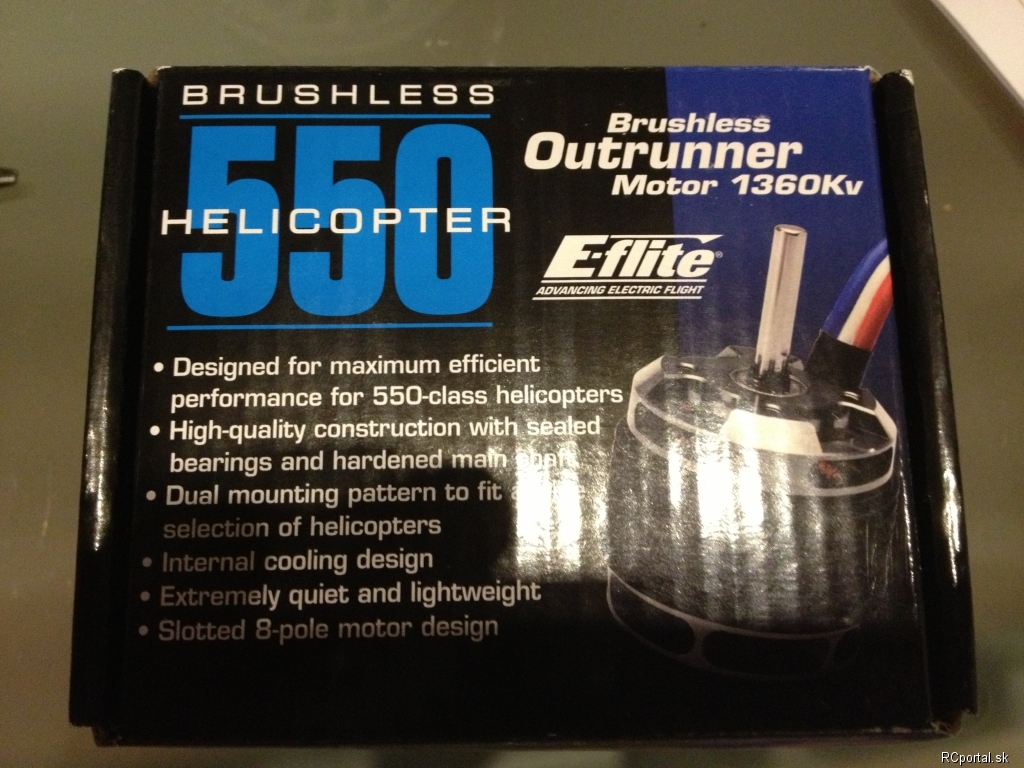 BRUSHLESS
550
HELICOPTER
Brushless
Outrunner
Motor 1360Kv
E-flite®
ADVANCING ELECTRIC FLIGHT
• Designed for maximum efficient
performance for 550-class helicopters
• High-quality construction with sealed
bearings and hardened main shaft
• Dual mounting pattern to fit
selection of helicopters
• Internal cooling design
• Extremely quiet and lightweight
• Slotted 8-pole motor design
RCportal.sk